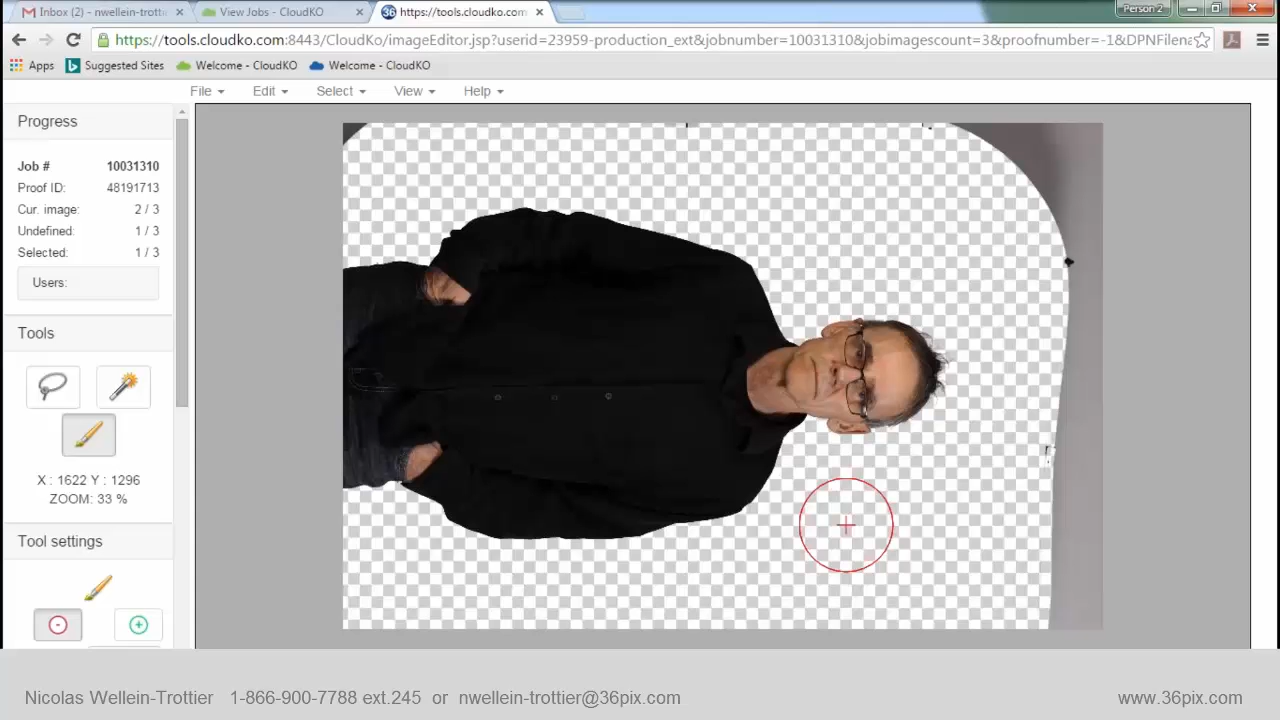 Inbox (2) - nwellein-trotti
View Jobs - CloudKO
36 https://tools.cloudko.com
Person 2
https://tools.cloudko.com:8443/CloudKo/imageEditor.jsp?userid=23959-production_ext&jobnumber=10031310&jobimagescount=3&proofnumber=-1&DPNFilena
Apps
Suggested Sites
Welcome - CloudKO
Welcome - CloudKO
File
Edit
Select
View
Help
Progress
Job # 10031310
Proof ID: 48191713
Cur. image: 2 / 3
Undefined: 1 / 3
Selected: 1 / 3
Users:
Tools
X : 1622 Y : 1296
ZOOM: 33 %
Tool settings
Nicolas Wellein-Trottier 1-866-900-7788 ext.245 or nwellein-trottier@36pix.com
www.36pix.com